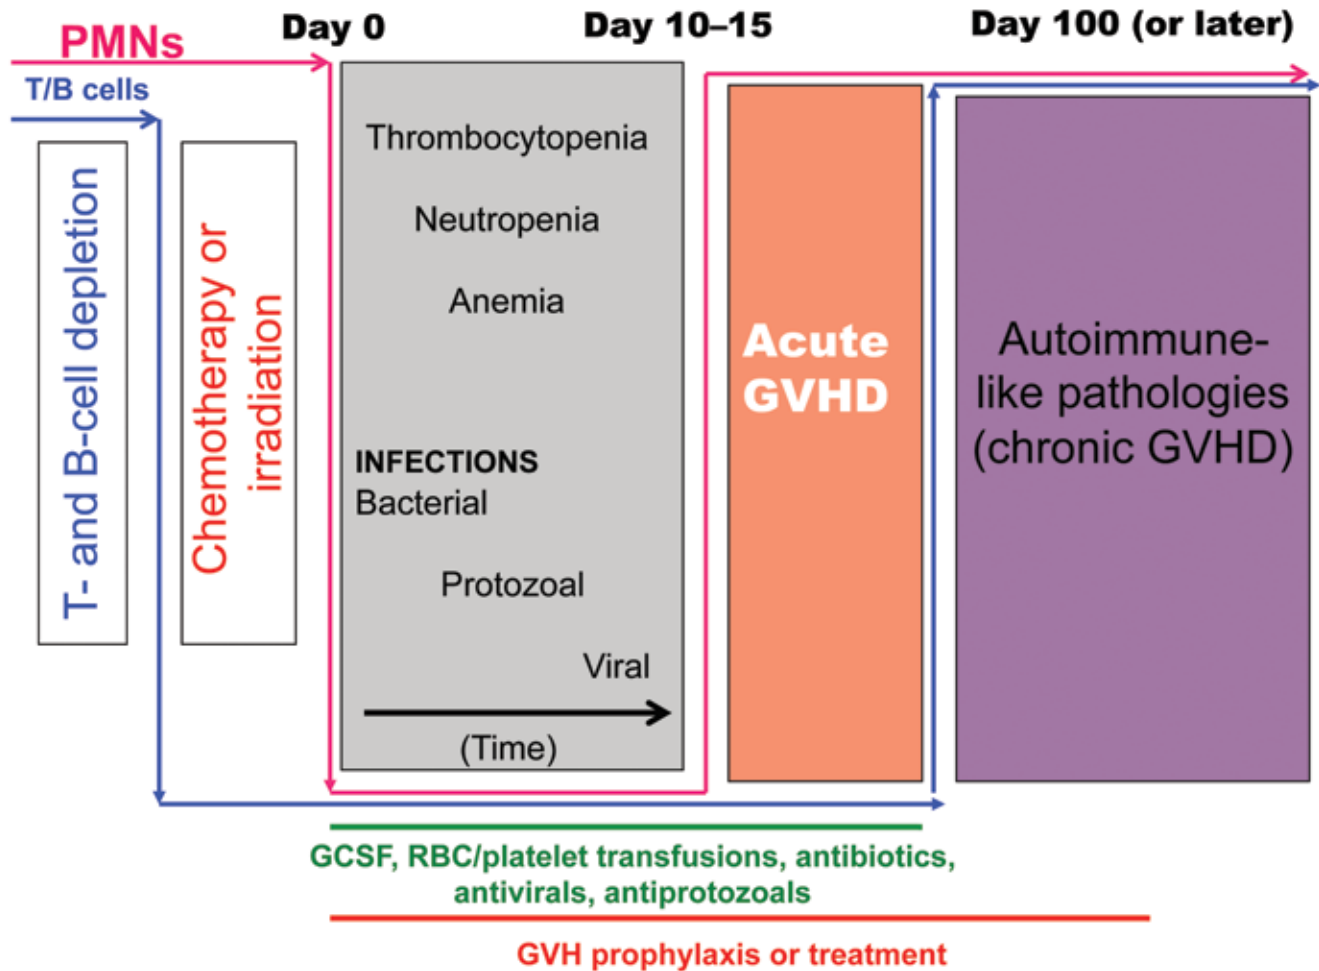 PMNs
Day 0
Day 10–15
Day 100 (or later)
T/B cells
T- and B-cell depletion
Chemotherapy or
irradiation
Thrombocytopenia
Neutropenia
Anemia
INFECTIONS
Bacterial
Protozoal
Viral
(Time)
Acute
GVHD
Autoimmune-
like pathologies
(chronic GVHD)
GCSF, RBC/platelet transfusions, antibiotics,
antivirals, antiprotozoals
GVH prophylaxis or treatment